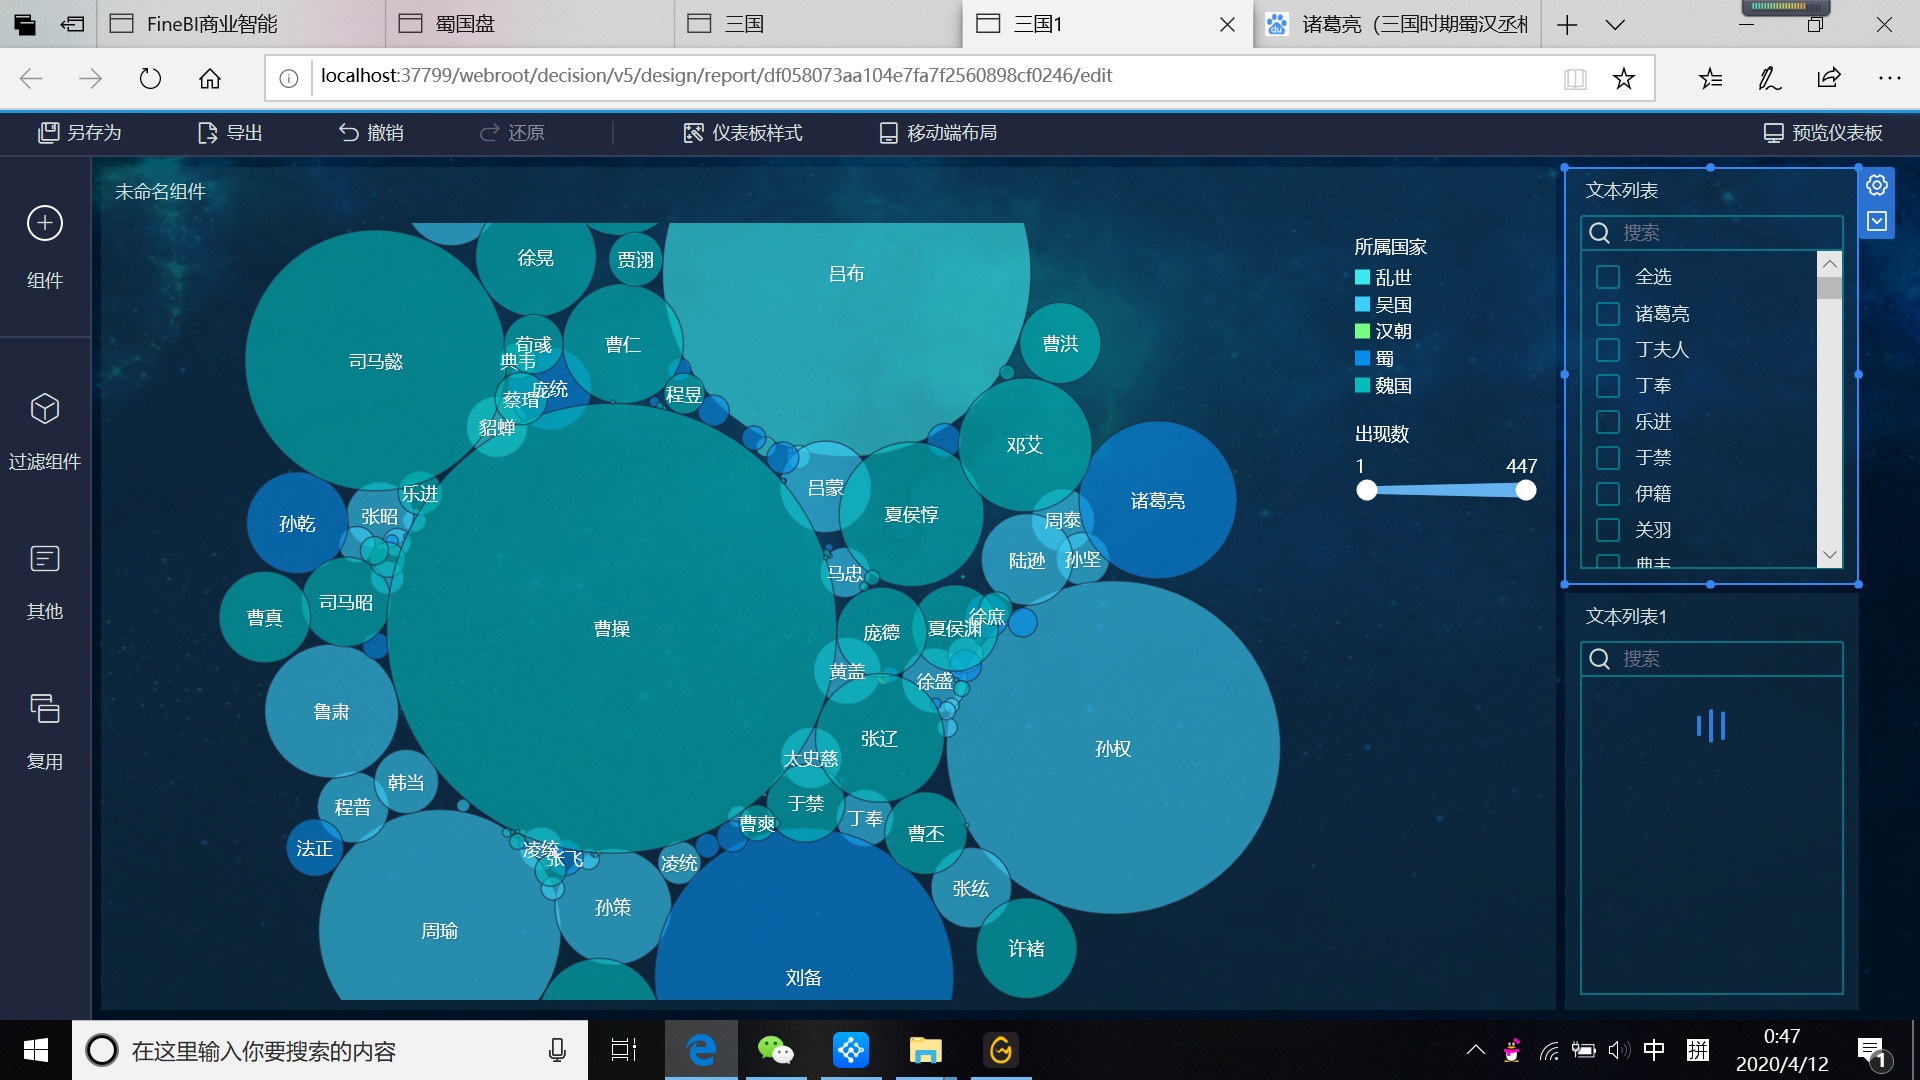 FineBI商业智能
蜀国盘
三国
三国1
诸葛亮（三国时期蜀汉丞相
localhost:37799/webroot/decision/v5/design/report/df058073aa104e7fa7f2560898cf0246/edit
另存为
导出
撤销
还原
仪表板样式
移动端布局
预览仪表板
组件
过滤组件
其他
复用
未命名组件
徐晃
贾诩
吕布
司马懿
荀彧
典韦
曹仁
曹洪
庞统
蔡瑁
程昱
貂蝉
邓艾
乐进
吕蒙
诸葛亮
孙乾
张昭
夏侯惇
周泰
陆逊
孙坚
马忠
司马昭
曹真
曹操
庞德
夏侯渊
徐庶
黄盖
徐盛
鲁肃
张辽
孙权
太史慈
韩当
程普
于禁
丁奉
曹爽
曹丕
法正
凌统
张飞
凌统
张纮
孙策
周瑜
许褚
刘备
所属国家
乱世
吴国
汉朝
蜀
魏国
出现数
1
447
文本列表
搜索
全选
诸葛亮
丁夫人
丁奉
乐进
于禁
伊籍
关羽
典韦
文本列表1
搜索
在这里输入你要搜索的内容
中
拼
0:47
2020/4/12
1